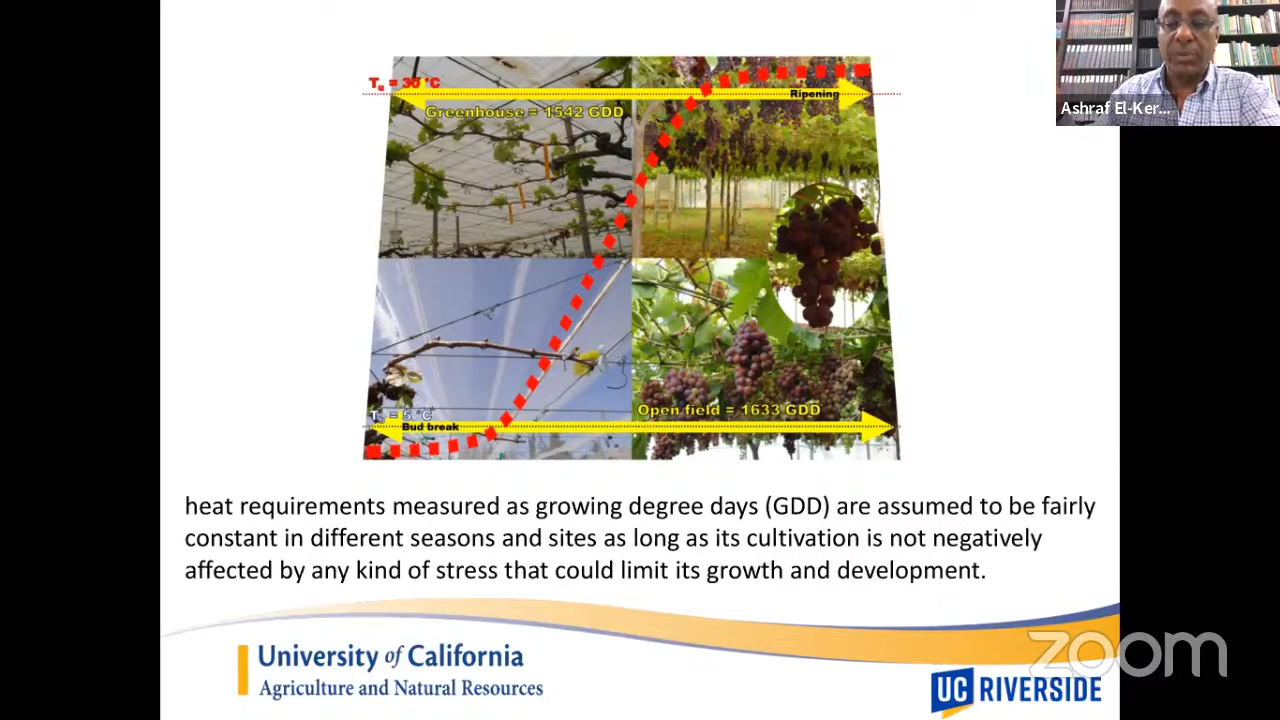 Ashraf El-Ker...
Tu = 30 °C
Ripening
Greenhouse = 1542 GDD
Open field = 1633 GDD
= 5 °C
Bud break
heat requirements measured as growing degree days (GDD) are assumed to be fairly
constant in different seasons and sites as long as its cultivation is not negatively
affected by any kind of stress that could limit its growth and development.
University of California
Agriculture and Natural Resources
UC RIVERSIDE
zoom